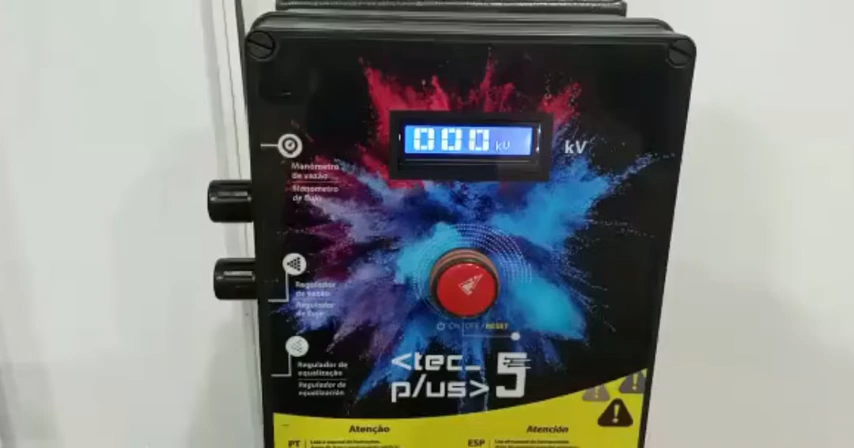 000 kV
kV
Manômetro
de vazão
Manometro
de flujo
Regulador
de vazão
Regulador
de flujo
ON | OFF / RESET
Regulador de
equalização
Regulador de
equalización
<tec_
p/us> 5
Atenção
Atención
PT
ESP